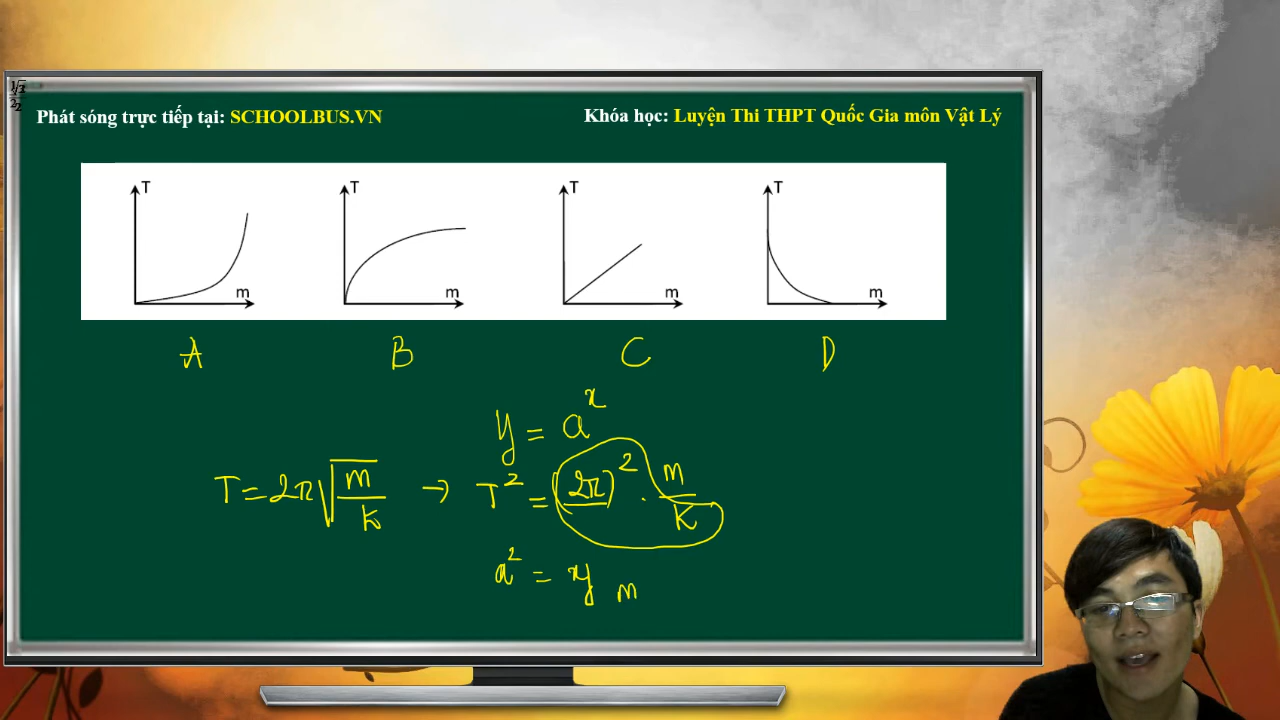 Phát sóng trực tiếp tại: SCHOOLBUS.VN
Khóa học: Luyện Thi THPT Quốc Gia môn Vật Lý
T T T T
m m m m
A B C D
y = a^x
T = 2π√(m/k) → T² = (2π)² · m/k
a² = xy m